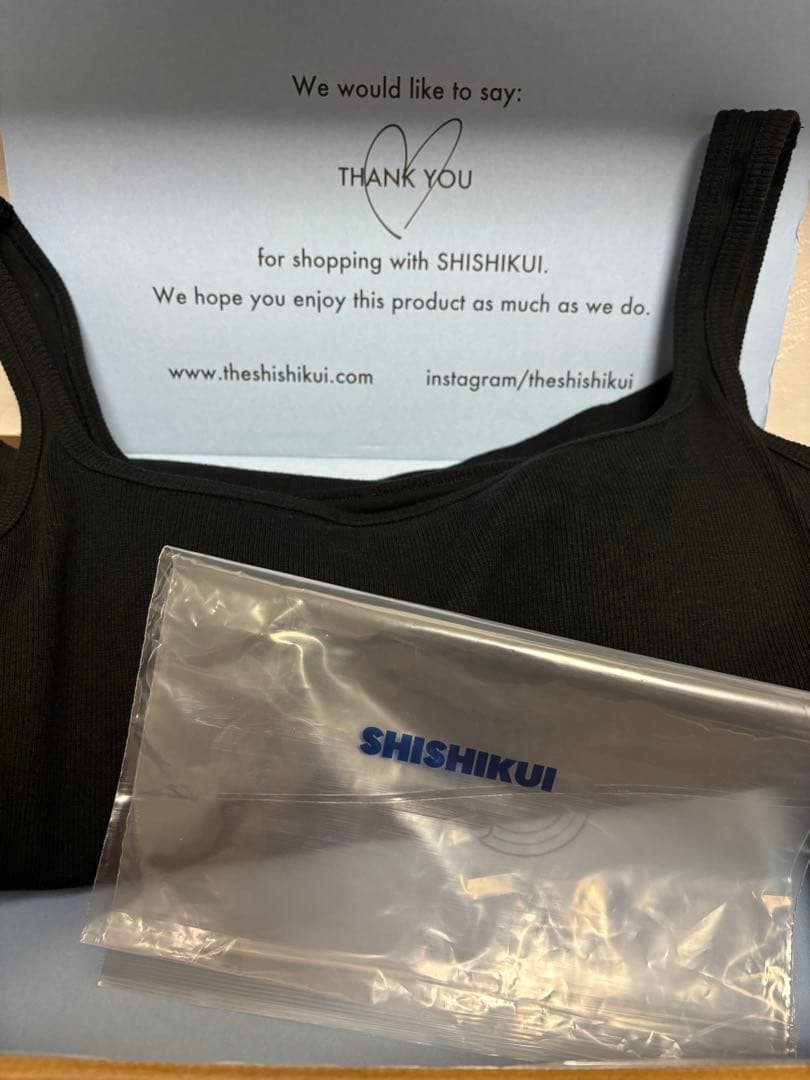 We would like to say:
THANK YOU
for shopping with SHISHIKUI.
We hope you enjoy this product as much as we do.
www.theshishikui.com instagram/theshishikui
SHISHIKUI